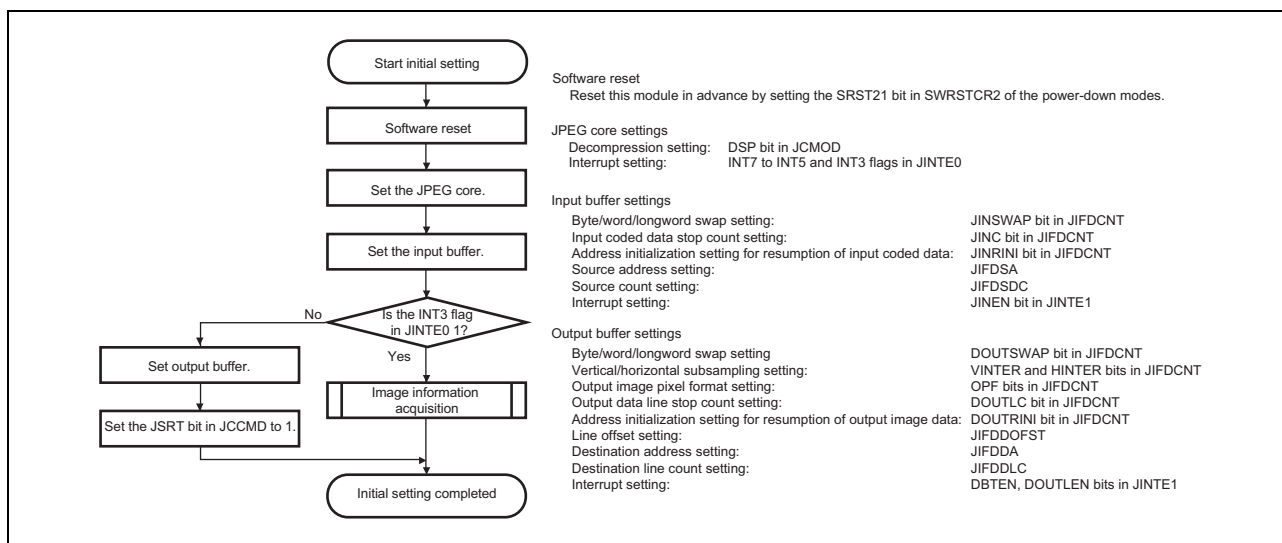 Start initial setting
Software reset
Set the JPEG core.
Set the input buffer.
Is the INT3 flag
in JINTE0 1?
No
Yes
Set output buffer.
Set the JSRT bit in JCCMD to 1.
Image information
acquisition
Initial setting completed
Software reset
Reset this module in advance by setting the SRST21 bit in SWRSTCR2 of the power-down modes.
JPEG core settings
Decompression setting: DSP bit in JCMOD
Interrupt setting: INT7 to INT5 and INT3 flags in JINTE0
Input buffer settings
Byte/word/longword swap setting: JINSWAP bit in JIFDCNT
Input coded data stop count setting: JINC bit in JIFDCNT
Address initialization setting for resumption of input coded data: JINRINI bit in JIFDCNT
Source address setting: JIFDSA
Source count setting: JIFDSDC
Interrupt setting: JINEN bit in JINTE1
Output buffer settings
Byte/word/longword swap setting DOUTSWAP bit in JIFDCNT
Vertical/horizontal subsampling setting: VINTER and HINTER bits in JIFDCNT
Output image pixel format setting: OPF bits in JIFDCNT
Output data line stop count setting: DOUTLC bit in JIFDCNT
Address initialization setting for resumption of output image data: DOUTRINI bit in JIFDCNT
Line offset setting: JIFDDOFST
Destination address setting: JIFDDA
Destination line count setting: JIFDDLC
Interrupt setting: DBTEN, DOUTLEN bits in JINTE1